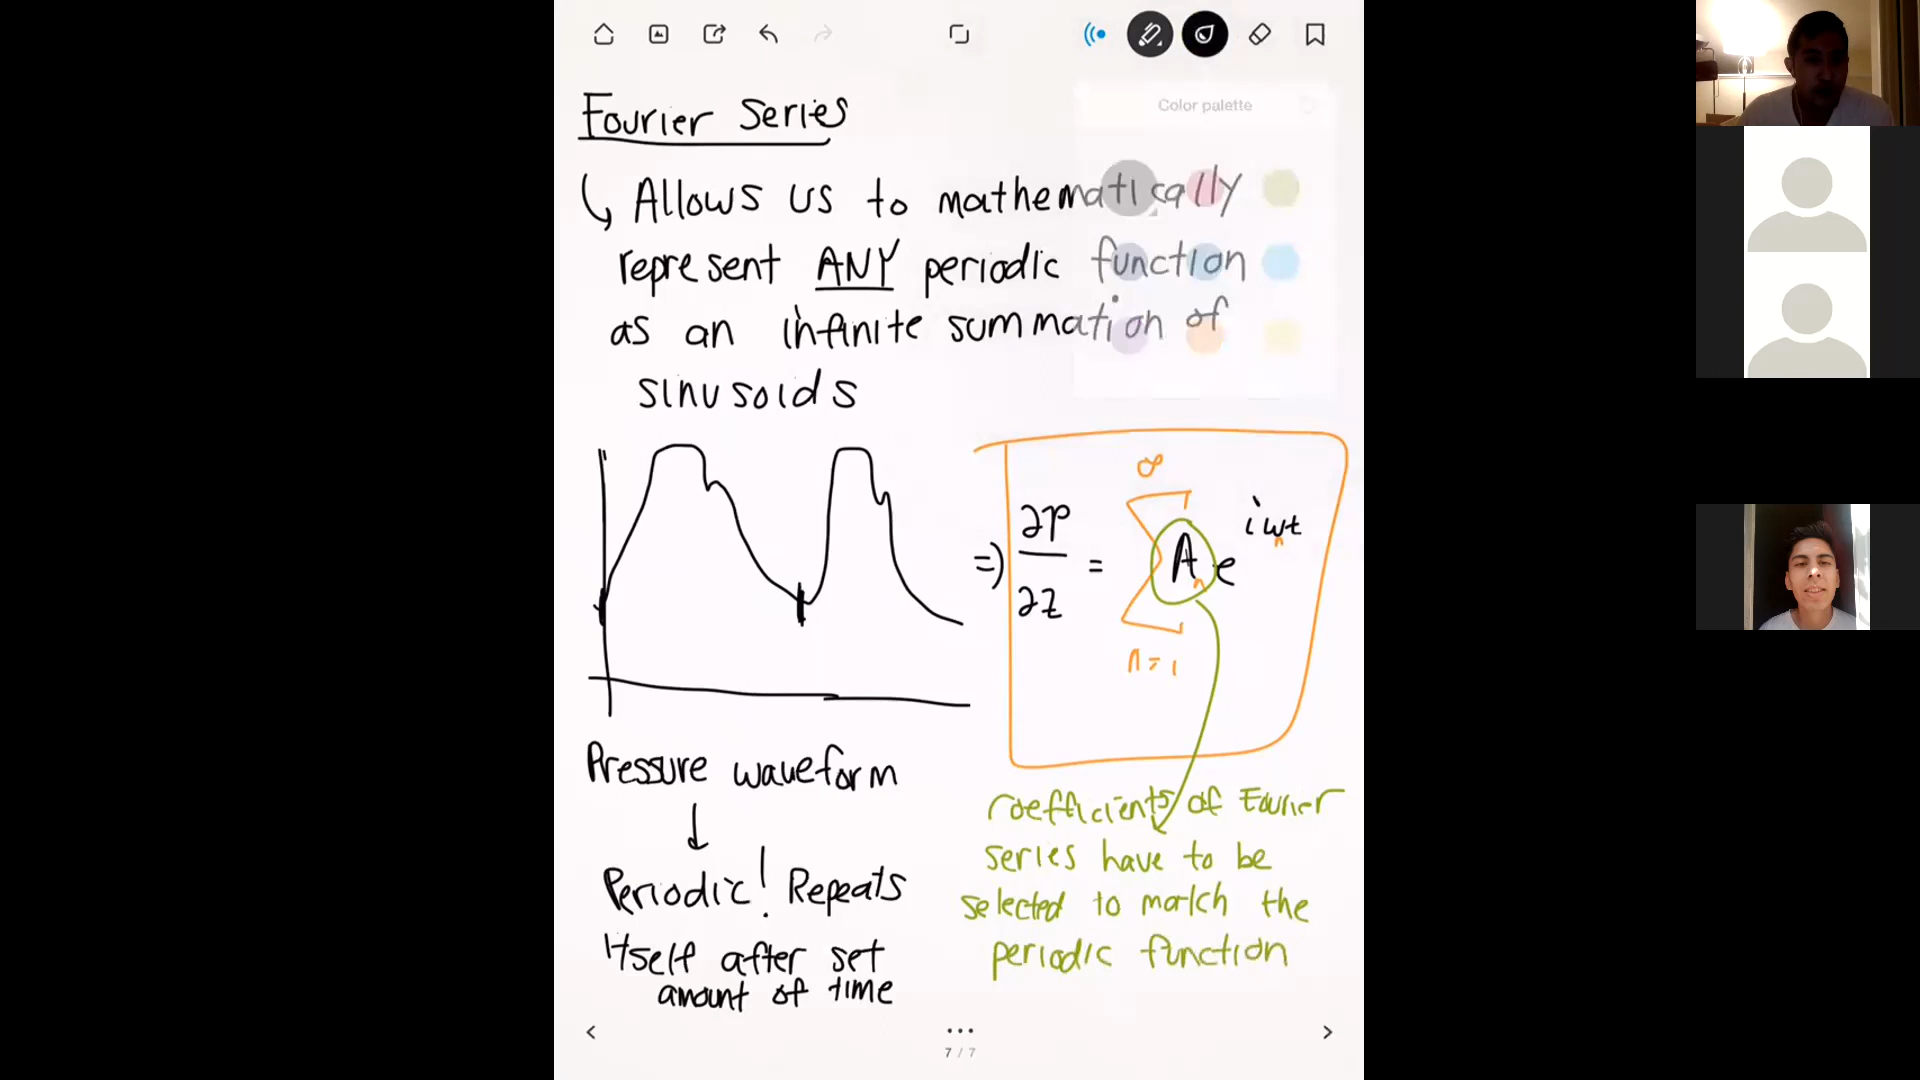 Color palette
Fourier Series
↳ Allows us to mathematically
represent ANY periodic function
as an infinite summation of
sinusoids
⇒ ∂p/∂z = ∞ Σ n=1 Aₙ e^(iωₙt)
Pressure waveform
↓
Periodic! Repeats
Itself after set
amount of time
coefficients of Fourier
series have to be
selected to match the
periodic function
7 / 7